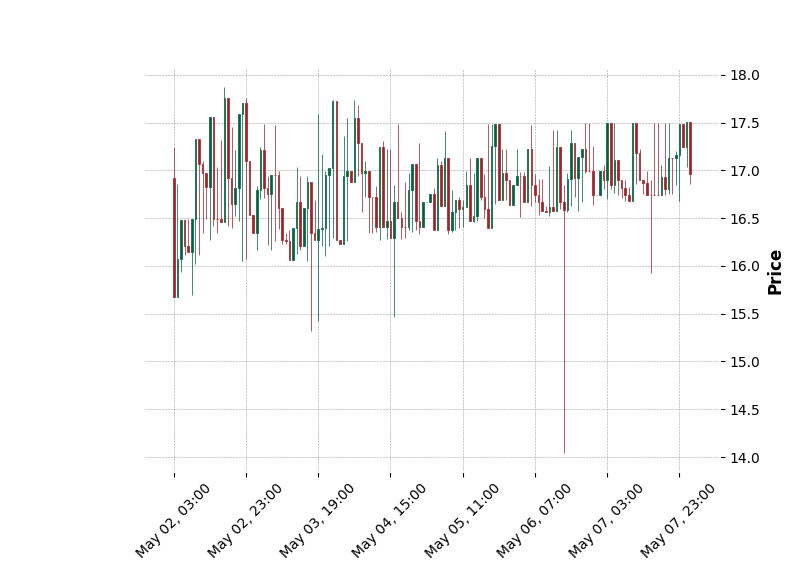 18.0
17.5
17.0
16.5
16.0
15.5
15.0
14.5
14.0
Price
May 02, 03:00
May 02, 23:00
May 03, 19:00
May 04, 15:00
May 05, 11:00
May 06, 07:00
May 07, 03:00
May 07, 23:00